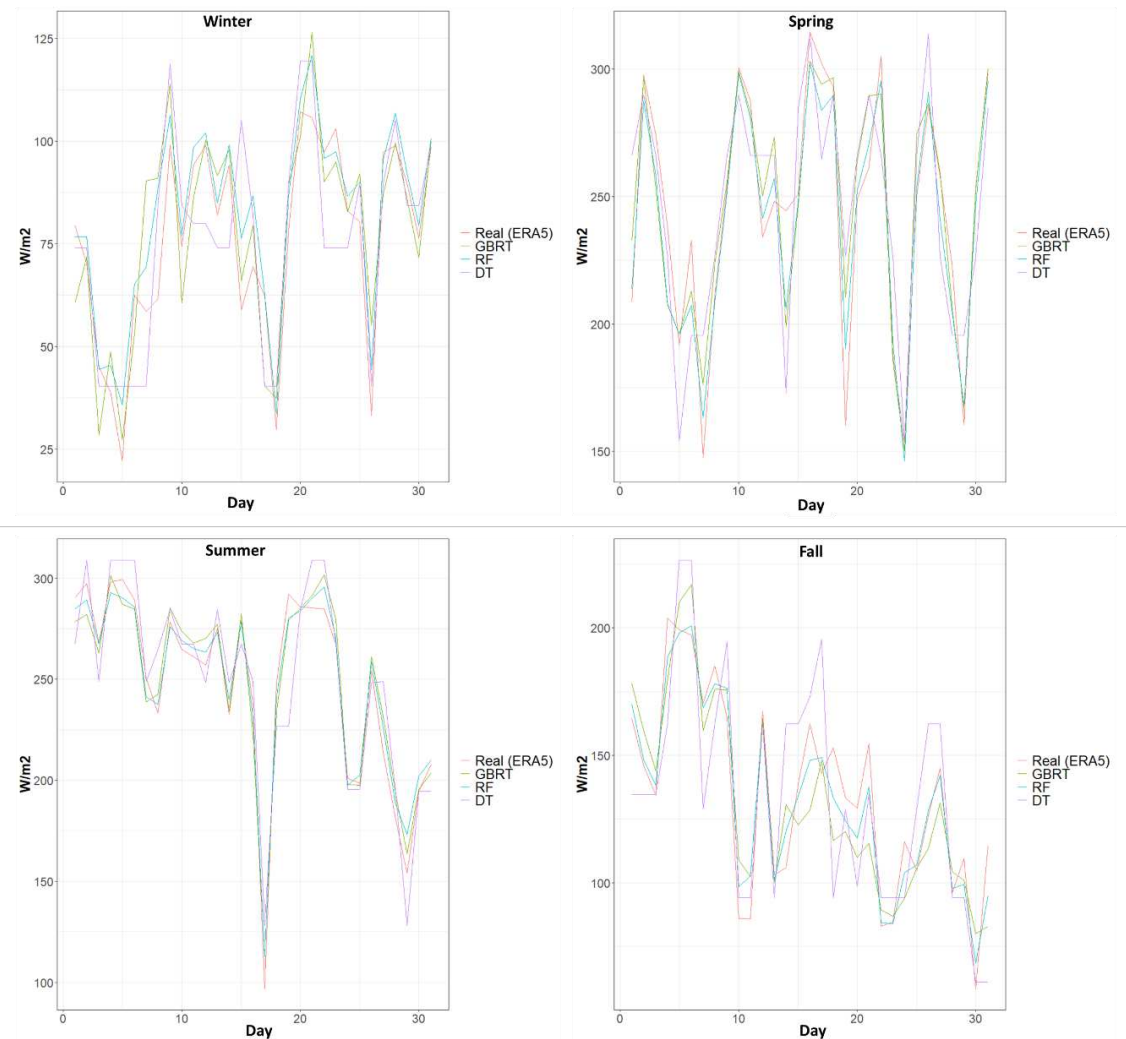 Winter
125
100
75
50
25
W/m2
0 10 20 30
Day
Real (ERA5)
GBRT
RF
DT
Spring
300
250
200
150
W/m2
0 10 20 30
Day
Real (ERA5)
GBRT
RF
DT
Summer
300
250
200
150
100
W/m2
0 10 20 30
Day
Real (ERA5)
GBRT
RF
DT
Fall
200
150
100
W/m2
0 10 20 30
Day
Real (ERA5)
GBRT
RF
DT